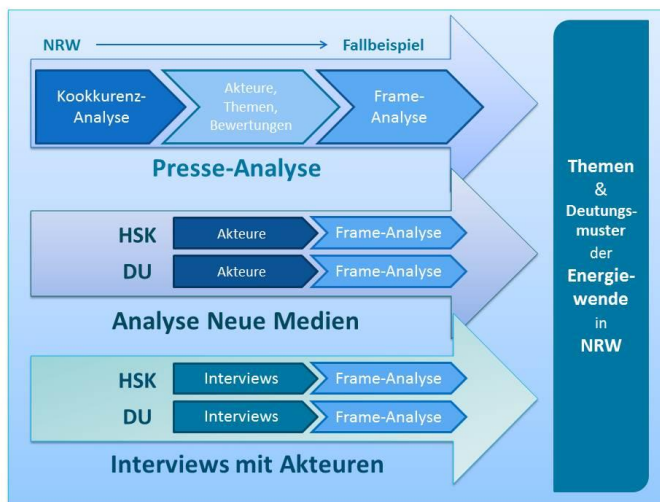 NRW Fallbeispiel
Kookkurenz-
Analyse
Akteure,
Themen,
Bewertungen
Frame-
Analyse
Presse-Analyse
HSK Akteure Frame-Analyse
DU Akteure Frame-Analyse
Analyse Neue Medien
HSK Interviews Frame-Analyse
DU Interviews Frame-Analyse
Interviews mit Akteuren
Themen
&
Deutungs-
muster
der
Energie-
wende
in
NRW